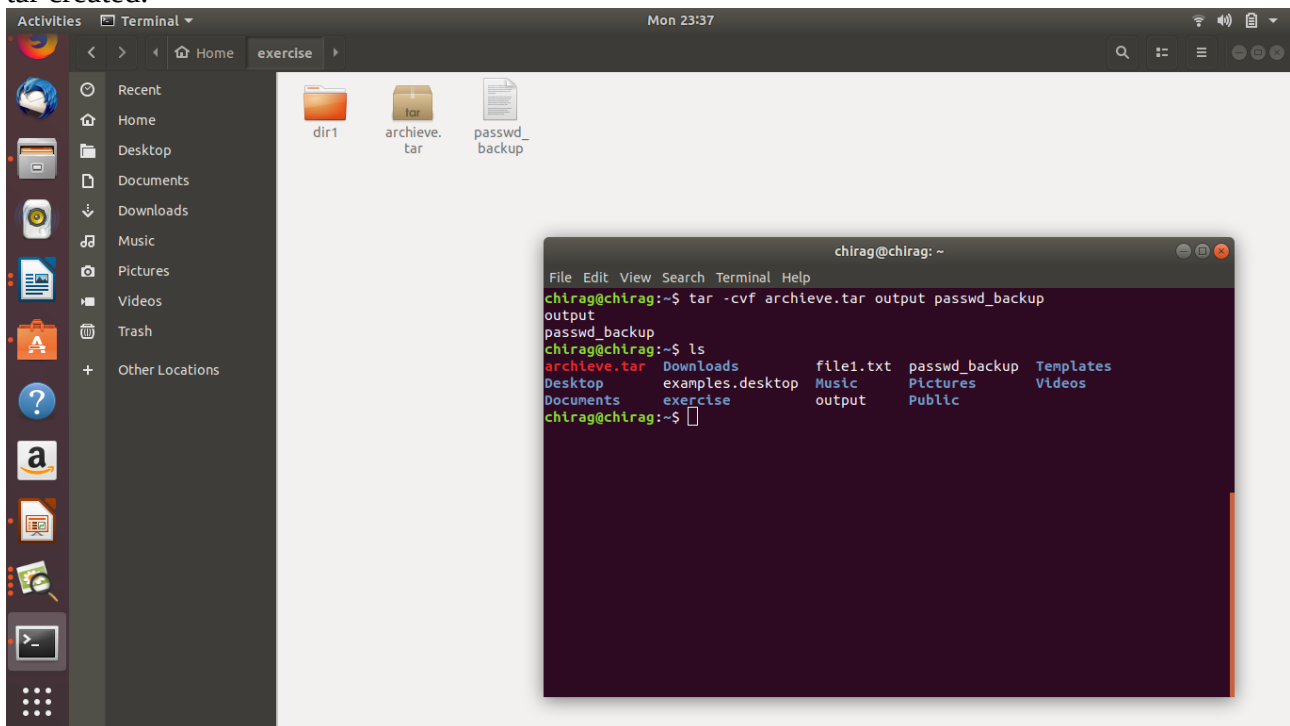 tar created.
Activities Terminal Mon 23:37
Home exercise
Recent
Home
Desktop
Documents
Downloads
Music
Pictures
Videos
Trash
Other Locations
dir1
tar
archieve.
tar
passwd_
backup
chirag@chirag: ~
File Edit View Search Terminal Help
chirag@chirag:~$ tar -cvf archieve.tar output passwd_backup
output
passwd_backup
chirag@chirag:~$ ls
archieve.tar Downloads file1.txt passwd_backup Templates
Desktop examples.desktop Music Pictures Videos
Documents exercise output Public
chirag@chirag:~$